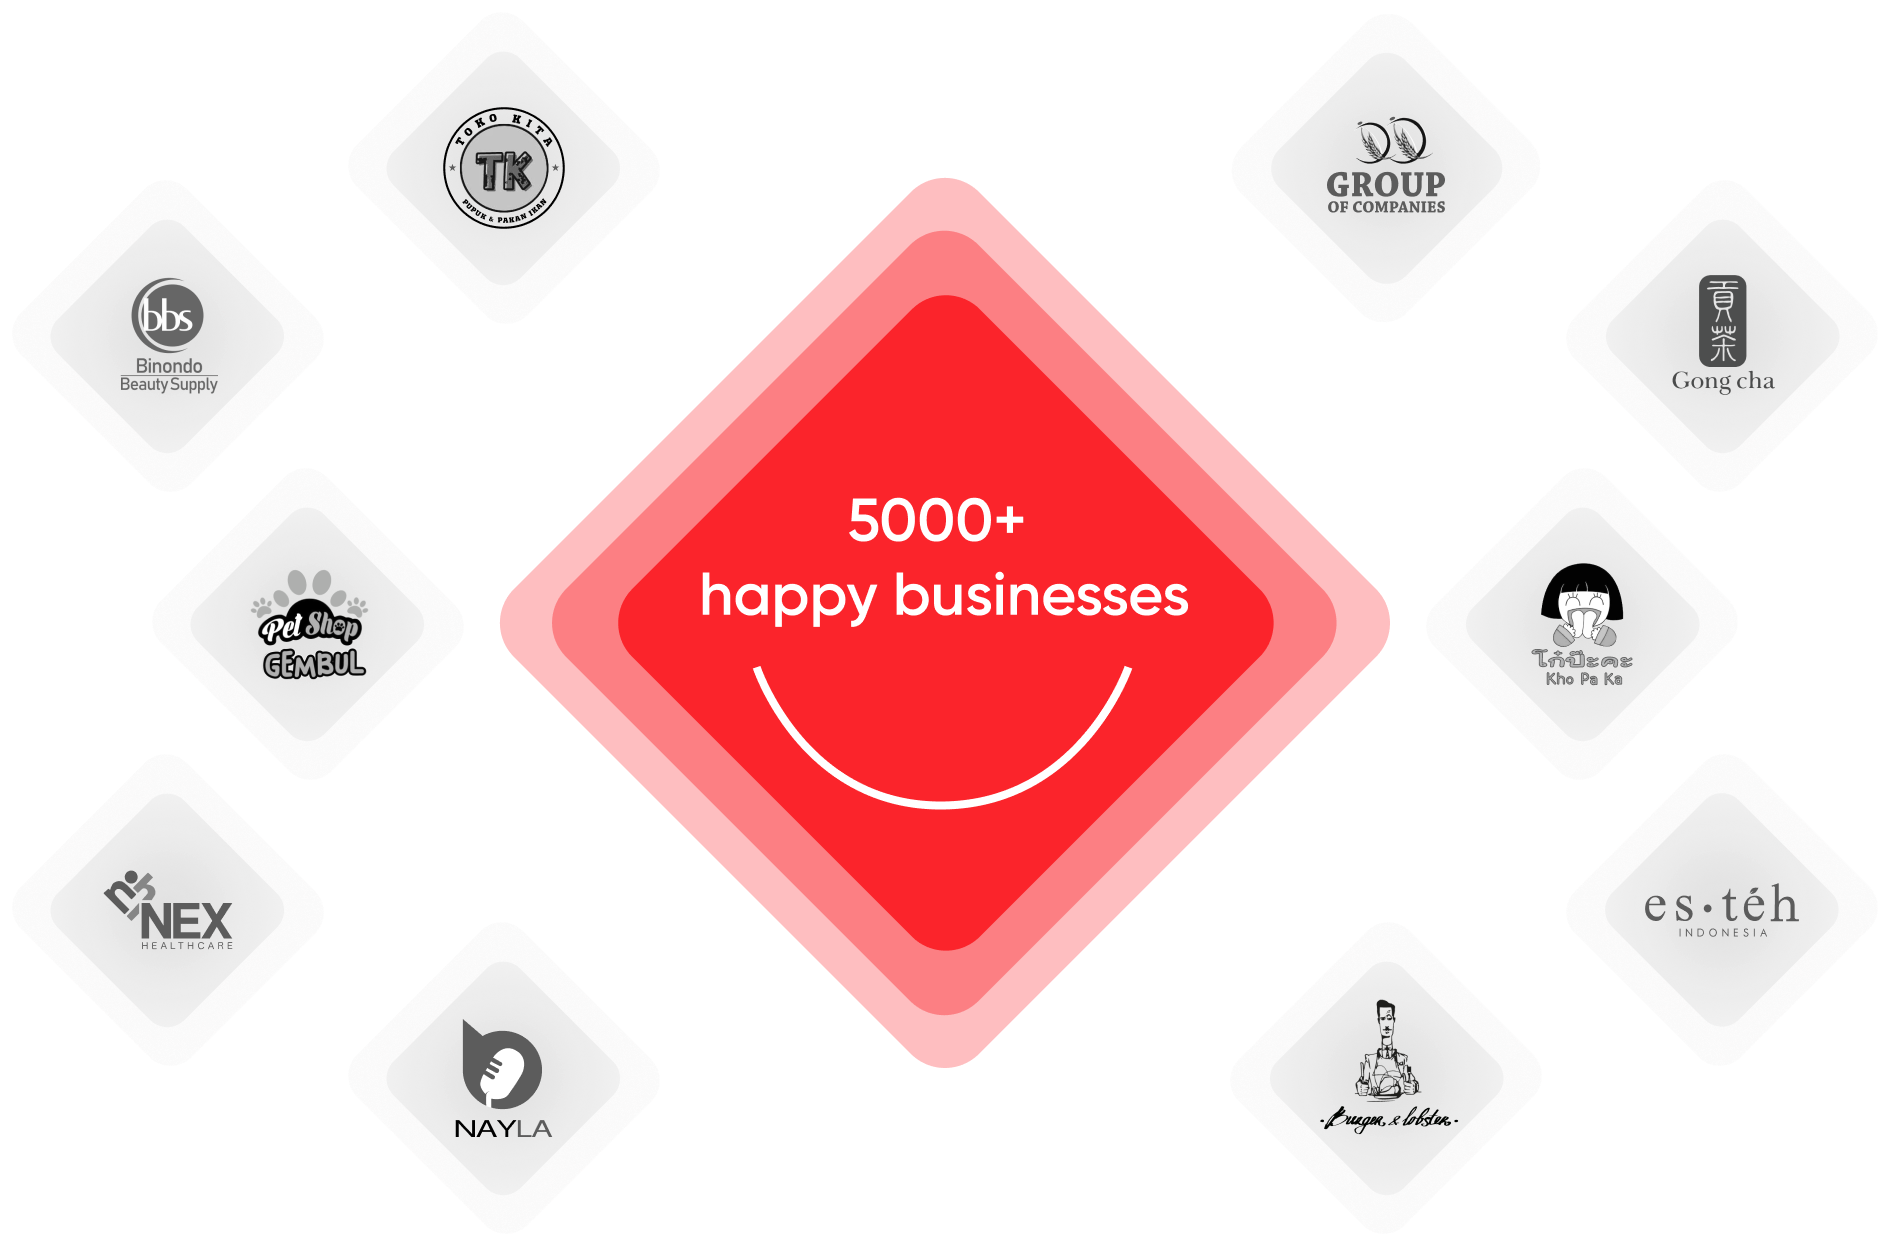 TOKO KITA
TK
PUPUK & PAKAN IKAN
GROUP
OF COMPANIES
bbs
Binondo
Beauty Supply
貢茶
Gong cha
5000+
happy businesses
Pet Shop
GEMBUL
โก๋ป๊ะคะ
Kho Pa Ka
nh
NEX
HEALTHCARE
es·téh
INDONESIA
NAYLA
·Burger & lobster·